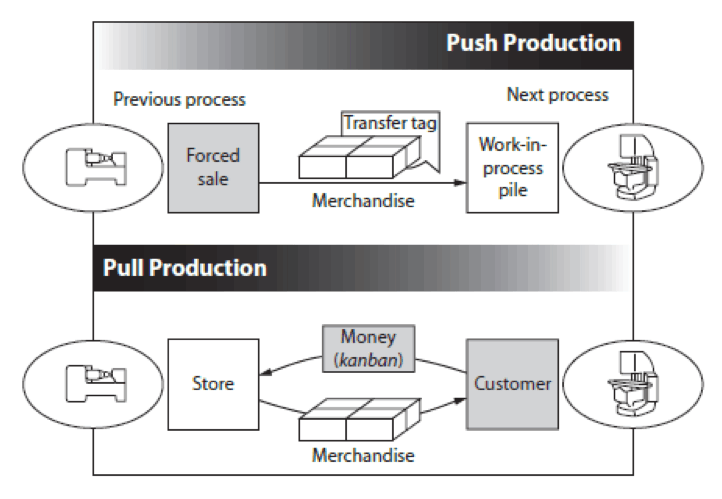 Push Production
Previous process
Next process
Transfer tag
Forced
sale
Work-in-
process
pile
Merchandise
Pull Production
Money
(kanban)
Store
Customer
Merchandise